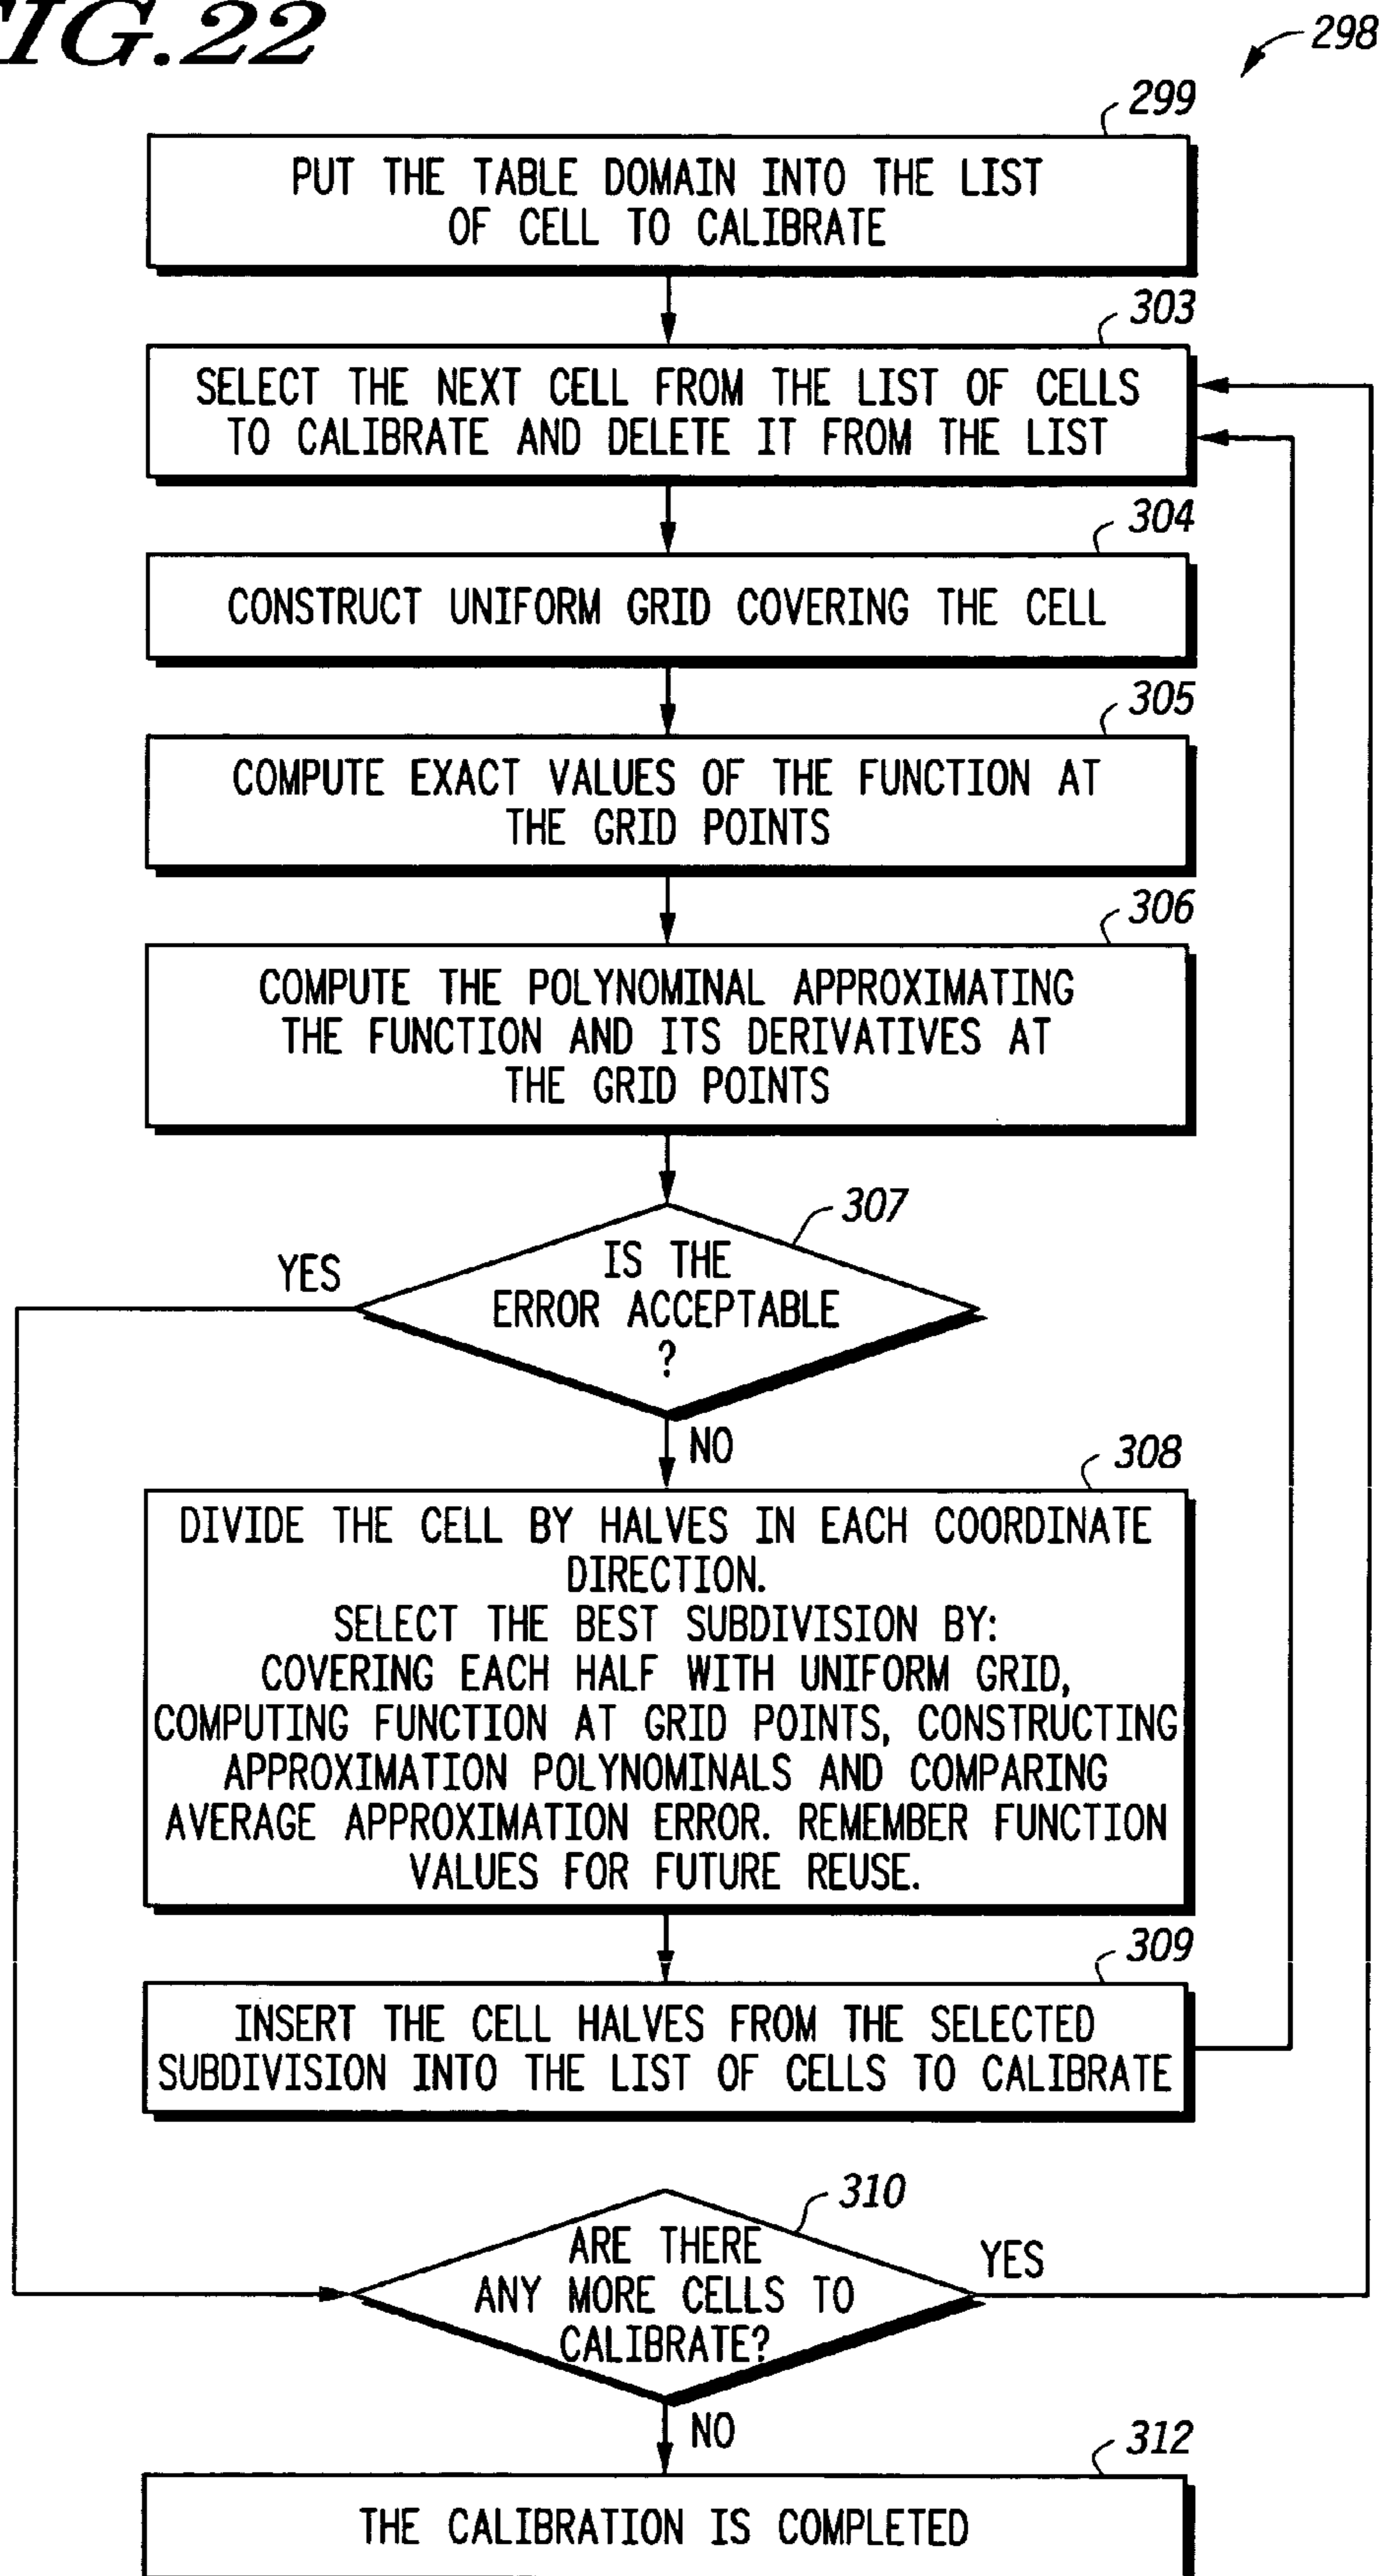 FIG.22
298
299
PUT THE TABLE DOMAIN INTO THE LIST
OF CELL TO CALIBRATE
303
SELECT THE NEXT CELL FROM THE LIST OF CELLS
TO CALIBRATE AND DELETE IT FROM THE LIST
304
CONSTRUCT UNIFORM GRID COVERING THE CELL
305
COMPUTE EXACT VALUES OF THE FUNCTION AT
THE GRID POINTS
306
COMPUTE THE POLYNOMINAL APPROXIMATING
THE FUNCTION AND ITS DERIVATIVES AT
THE GRID POINTS
307
YES
IS THE
ERROR ACCEPTABLE
?
NO
308
DIVIDE THE CELL BY HALVES IN EACH COORDINATE
DIRECTION.
SELECT THE BEST SUBDIVISION BY:
COVERING EACH HALF WITH UNIFORM GRID,
COMPUTING FUNCTION AT GRID POINTS, CONSTRUCTING
APPROXIMATION POLYNOMINALS AND COMPARING
AVERAGE APPROXIMATION ERROR. REMEMBER FUNCTION
VALUES FOR FUTURE REUSE.
309
INSERT THE CELL HALVES FROM THE SELECTED
SUBDIVISION INTO THE LIST OF CELLS TO CALIBRATE
310
ARE THERE
ANY MORE CELLS TO
CALIBRATE?
YES
NO
312
THE CALIBRATION IS COMPLETED